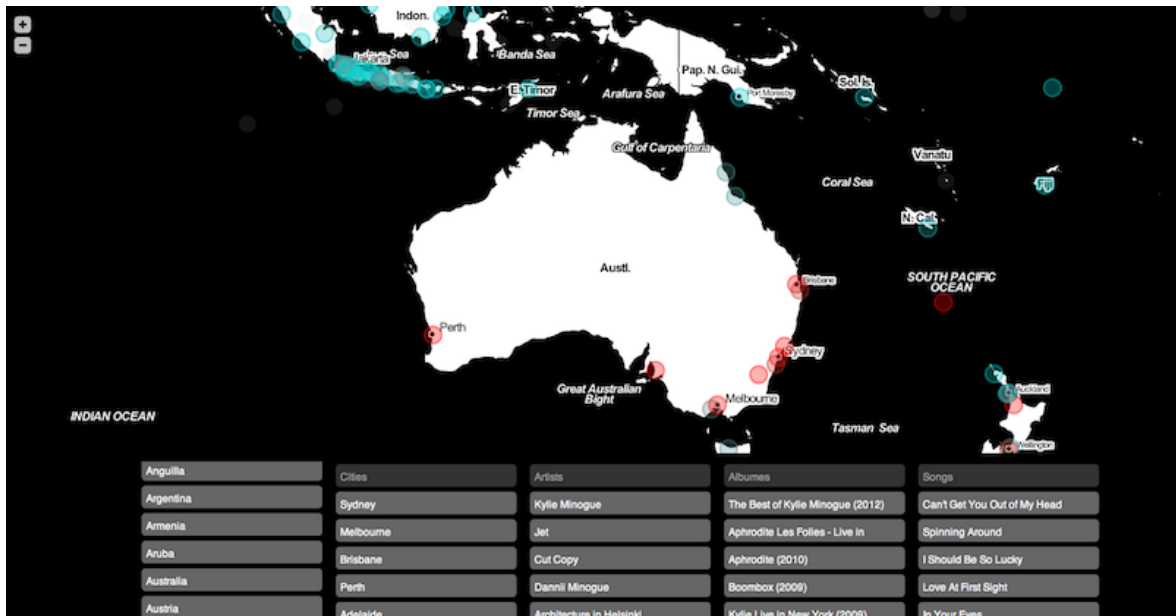 +
−
Indon.
Banda Sea
Jakarta
Pap. N. Gui.
Sol. Is.
E. Timor
Arafura Sea
Port Moresby
Timor Sea
Gulf of Carpentaria
Vanatu
Coral Sea
Fiji
N. Cal.
Austl.
SOUTH PACIFIC
OCEAN
Brisbane
Perth
Sydney
Great Australian
Bight
Auckland
Melbourne
INDIAN OCEAN
Tasman Sea
Wellington
Anguilla
Argentina
Armenia
Aruba
Australia
Austria
Cities
Sydney
Melbourne
Brisbane
Perth
Adelaide
Artists
Kylie Minogue
Jet
Cut Copy
Dannii Minogue
Architecture in Helsinki
Albumes
The Best of Kylie Minogue (2012)
Aphrodite Les Folies - Live in
Aphrodite (2010)
Boombox (2009)
Kylie Live in New York (2009)
Songs
Can't Get You Out of My Head
Spinning Around
I Should Be So Lucky
Love At First Sight
In Your Eyes